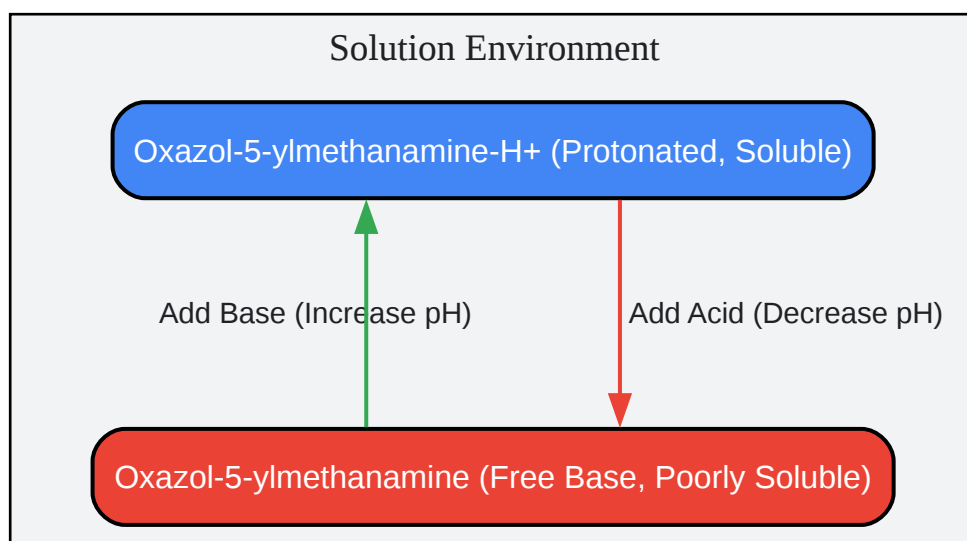 Solution Environment
Oxazol-5-ylmethanamine-H+ (Protonated, Soluble)
Add Base (Increase pH)
Add Acid (Decrease pH)
Oxazol-5-ylmethanamine (Free Base, Poorly Soluble)